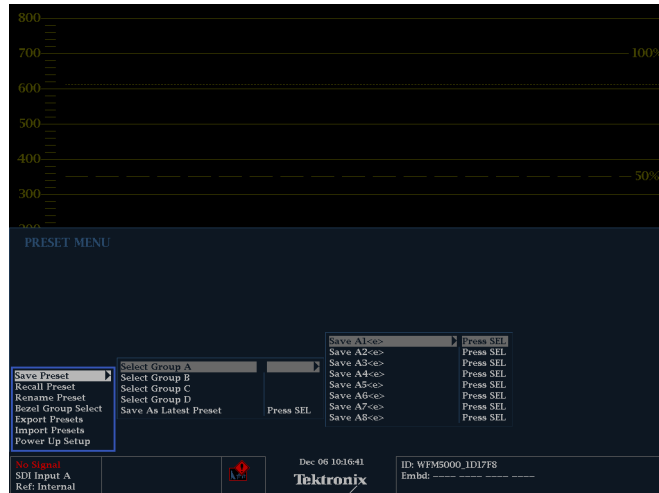 800
700
100%
600
500
400
50%
300
200
PRESET MENU
Save Preset
Recall Preset
Rename Preset
Bezel Group Select
Export Presets
Import Presets
Power Up Setup
Select Group A
Select Group B
Select Group C
Select Group D
Save As Latest Preset Press SEL
Save A1<e> Press SEL
Save A2<e> Press SEL
Save A3<e> Press SEL
Save A4<e> Press SEL
Save A5<e> Press SEL
Save A6<e> Press SEL
Save A7<e> Press SEL
Save A8<e> Press SEL
No Signal
SDI Input A
Ref: Internal
Dec 06 10:16:41
Tektronix
ID: WFM5000_1D17F8
Embd: ---- ---- ---- ----